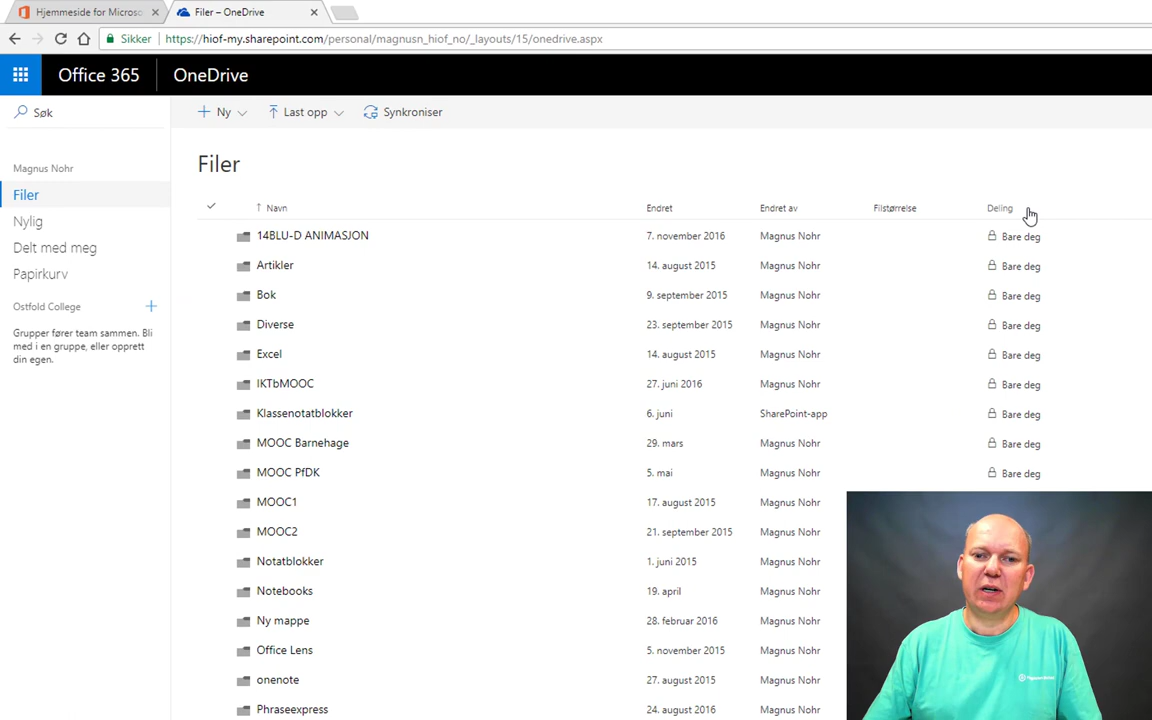 Hjemmeside for Microso
Filer – OneDrive
Sikker
https://hiof-my.sharepoint.com/personal/magnusn_hiof_no/_layouts/15/onedrive.aspx
Office 365
OneDrive
Søk
Ny
Last opp
Synkroniser
Magnus Nohr
Filer
Nylig
Delt med meg
Papirkurv
Ostfold College
Grupper fører team sammen. Bli
med i en gruppe, eller opprett
din egen.
Filer
Navn Endret Endret av Filstørrelse Deling
14BLU-D ANIMASJON 7. november 2016 Magnus Nohr Bare deg
Artikler 14. august 2015 Magnus Nohr Bare deg
Bok 9. september 2015 Magnus Nohr Bare deg
Diverse 23. september 2015 Magnus Nohr Bare deg
Excel 14. august 2015 Magnus Nohr Bare deg
IKTbMOOC 27. juni 2016 Magnus Nohr Bare deg
Klassenotatblokker 6. juni SharePoint-app Bare deg
MOOC Barnehage 29. mars Magnus Nohr Bare deg
MOOC PfDK 5. mai Magnus Nohr Bare deg
MOOC1 17. august 2015 Magnus Nohr
MOOC2 21. september 2015 Magnus Nohr
Notatblokker 1. juni 2015 Magnus Nohr
Notebooks 19. april Magnus Nohr
Ny mappe 28. februar 2016 Magnus Nohr
Office Lens 5. november 2015 Magnus Nohr
onenote 27. august 2015 Magnus Nohr
Phraseexpress 24. august 2016 Magnus Nohr